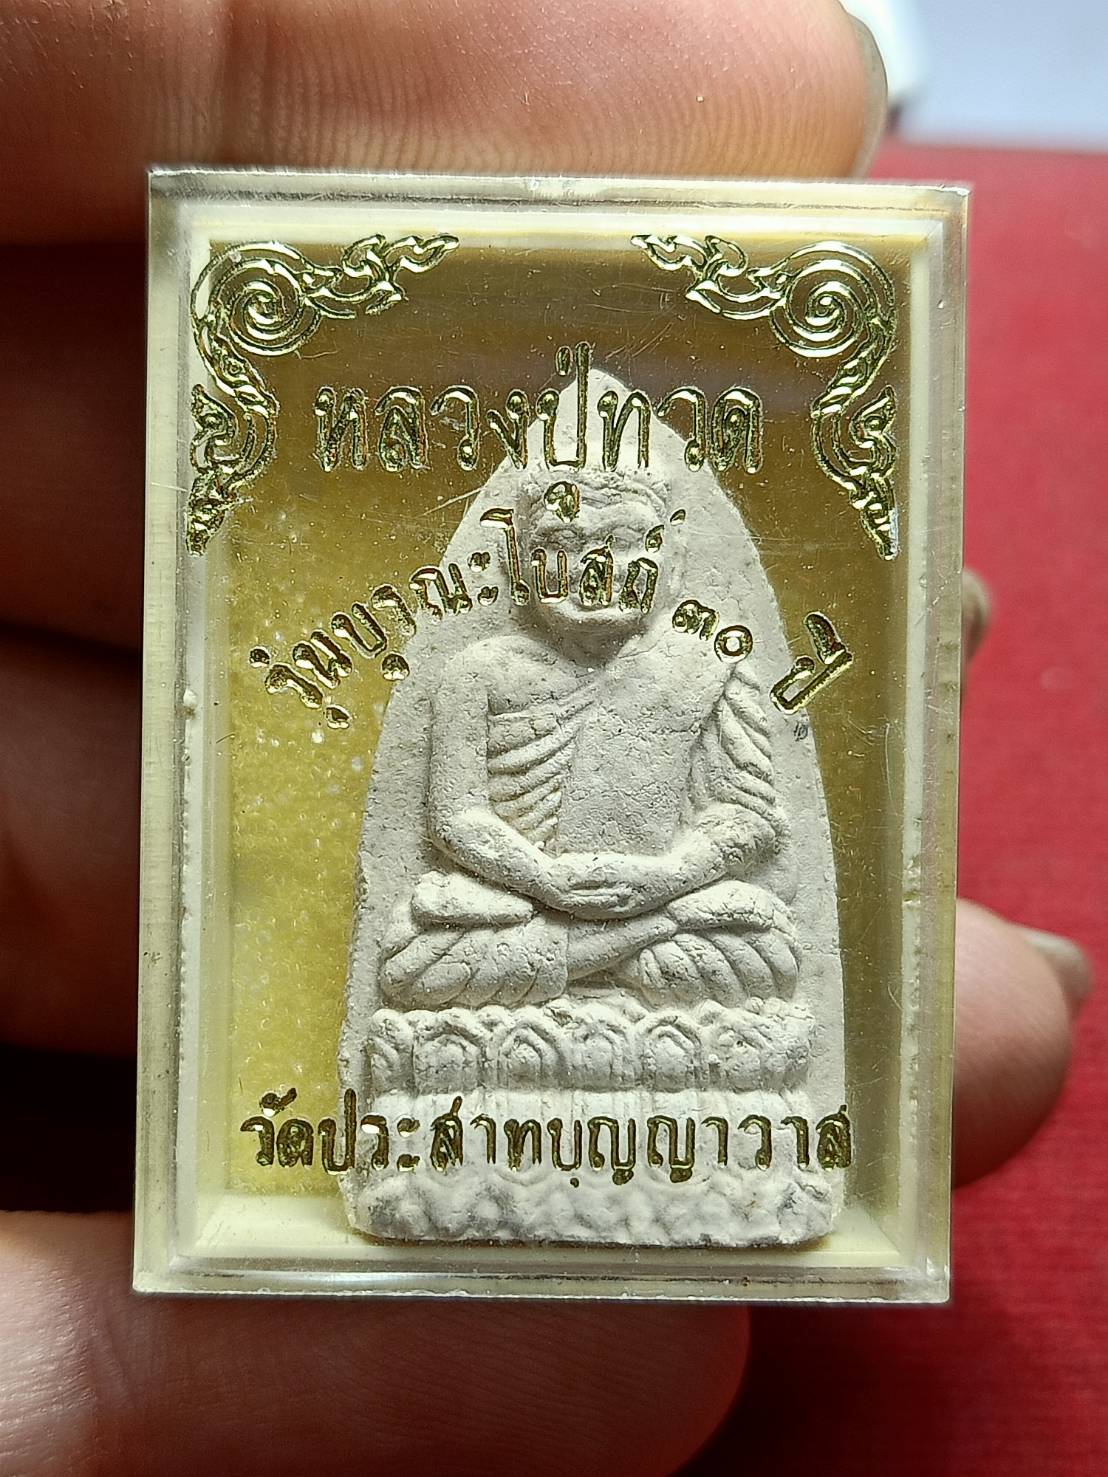 หลวงปู่ทวด
รุ่นบูรณะโบสถ์ ๓๐ ปี
วัดประสาทบุญญาวาส